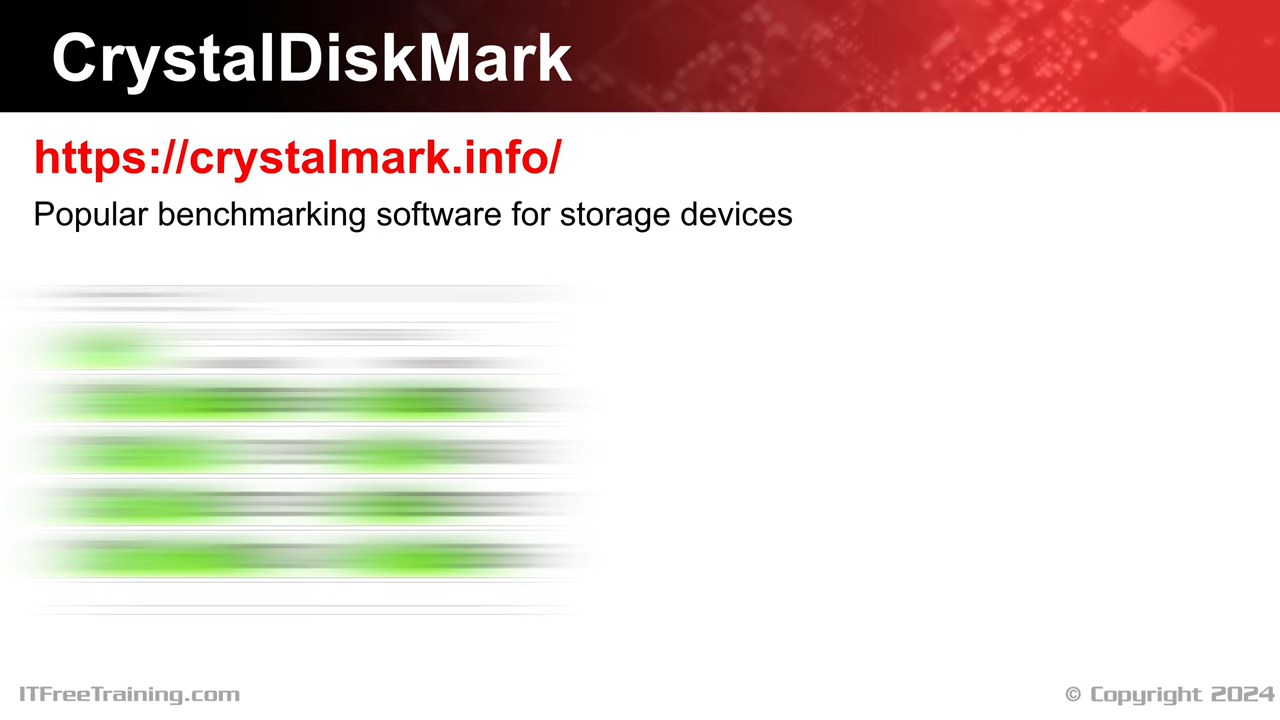 CrystalDiskMark
https://crystalmark.info/
Popular benchmarking software for storage devices
ITFreeTraining.com
© Copyright 2024